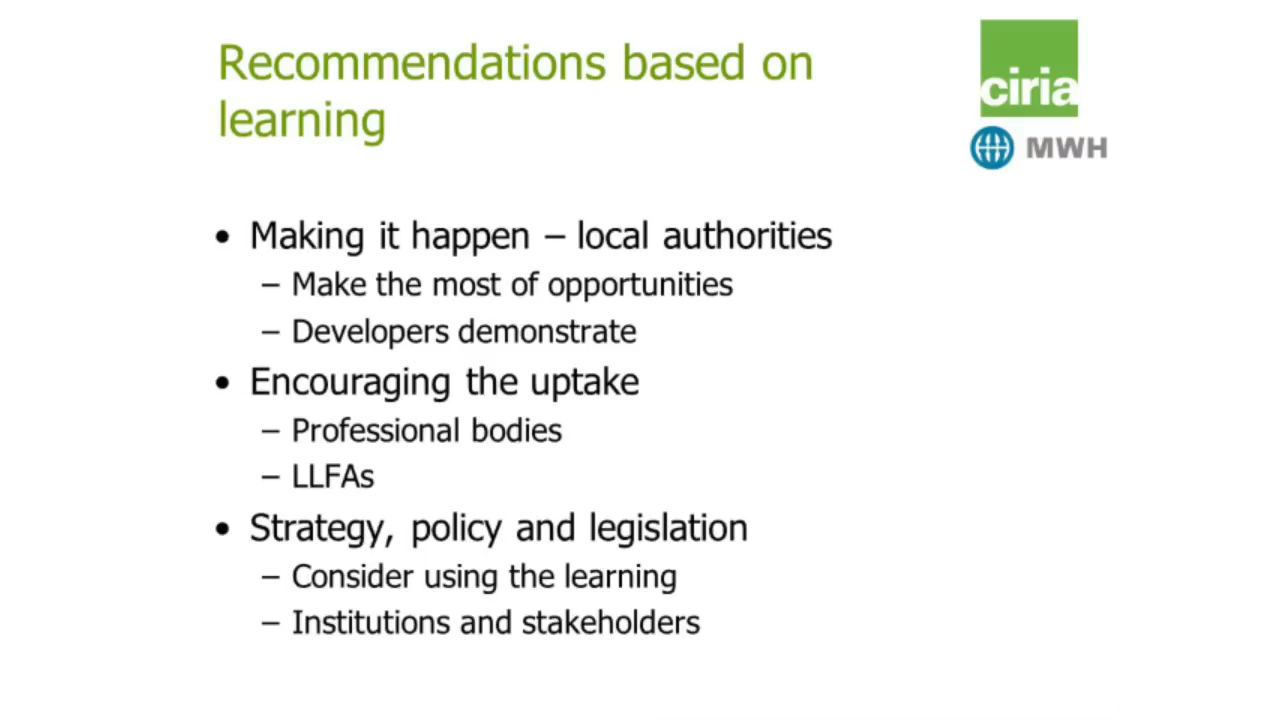 Recommendations based on
learning
ciria
MWH
• Making it happen – local authorities
– Make the most of opportunities
– Developers demonstrate
• Encouraging the uptake
– Professional bodies
– LLFAs
• Strategy, policy and legislation
– Consider using the learning
– Institutions and stakeholders